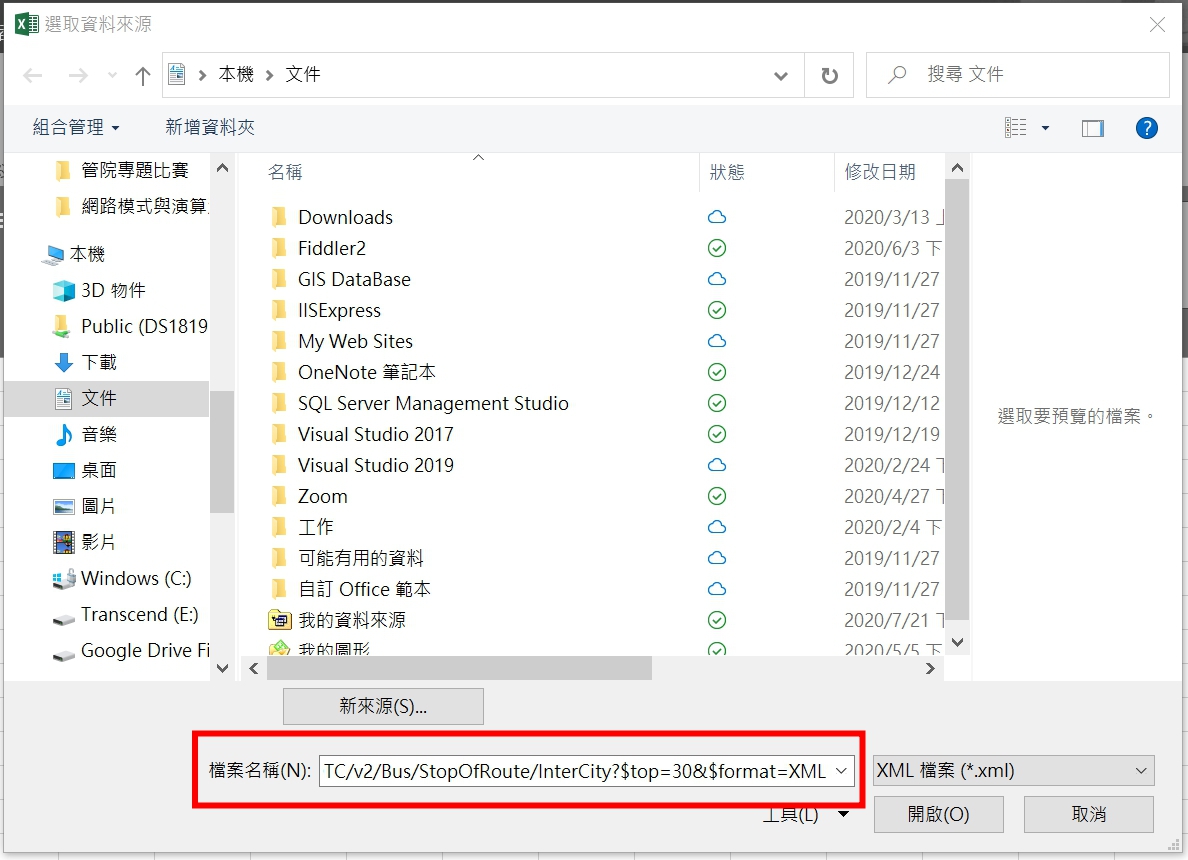 選取資料來源
本機 文件
搜尋 文件
組合管理 新增資料夾
管院專題比賽
網路模式與演算
本機
3D 物件
Public (DS1819
下載
文件
音樂
桌面
圖片
影片
Windows (C:)
Transcend (E:)
Google Drive Fi
名稱 狀態 修改日期
Downloads 2020/3/13 上
Fiddler2 2020/6/3 下
GIS DataBase 2019/11/27
IISExpress 2019/11/27
My Web Sites 2019/11/27
OneNote 筆記本 2019/12/24
SQL Server Management Studio 2019/12/12
Visual Studio 2017 2019/12/19
Visual Studio 2019 2020/2/24 下
Zoom 2020/4/27 下
工作 2020/2/4 下
可能有用的資料 2019/11/27
自訂 Office 範本 2019/11/27
我的資料來源 2020/7/21 下
我的圖形 2020/5/5 下
選取要預覽的檔案。
新來源(S)...
檔案名稱(N): TC/v2/Bus/StopOfRoute/InterCity?$top=30&$format=XML
XML 檔案 (*.xml)
工具(L) 開啟(O) 取消